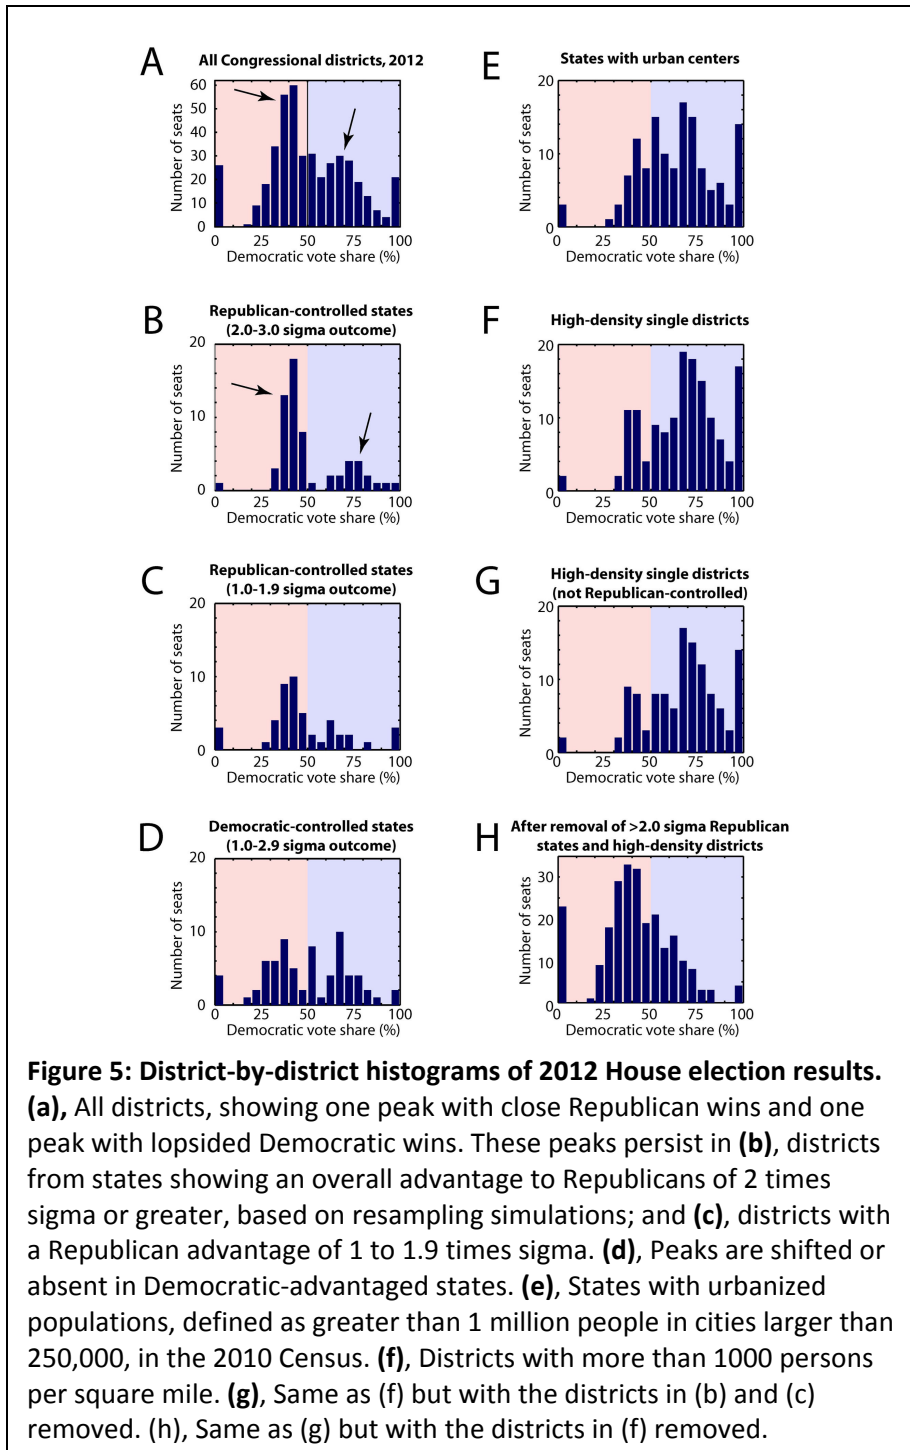 A
All Congressional districts, 2012
60
50
40
30
20
10
0
Number of seats
0 25 50 75 100
Democratic vote share (%)
E
States with urban centers
20
10
0
Number of seats
0 25 50 75 100
Democratic vote share (%)
B
Republican-controlled states
(2.0-3.0 sigma outcome)
20
10
0
Number of seats
0 25 50 75 100
Democratic vote share (%)
F
High-density single districts
20
10
0
Number of seats
0 25 50 75 100
Democratic vote share (%)
C
Republican-controlled states
(1.0-1.9 sigma outcome)
20
10
0
Number of seats
0 25 50 75 100
Democratic vote share (%)
G
High-density single districts
(not Republican-controlled)
20
10
0
Number of seats
0 25 50 75 100
Democratic vote share (%)
D
Democratic-controlled states
(1.0-2.9 sigma outcome)
20
10
0
Number of seats
0 25 50 75 100
Democratic vote share (%)
H
After removal of >2.0 sigma Republican
states and high-density districts
30
20
10
0
Number of seats
0 25 50 75 100
Democratic vote share (%)
Figure 5: District-by-district histograms of 2012 House election results.
(a), All districts, showing one peak with close Republican wins and one
peak with lopsided Democratic wins. These peaks persist in (b), districts
from states showing an overall advantage to Republicans of 2 times
sigma or greater, based on resampling simulations; and (c), districts with
a Republican advantage of 1 to 1.9 times sigma. (d), Peaks are shifted or
absent in Democratic-advantaged states. (e), States with urbanized
populations, defined as greater than 1 million people in cities larger than
250,000, in the 2010 Census. (f), Districts with more than 1000 persons
per square mile. (g), Same as (f) but with the districts in (b) and (c)
removed. (h), Same as (g) but with the districts in (f) removed.